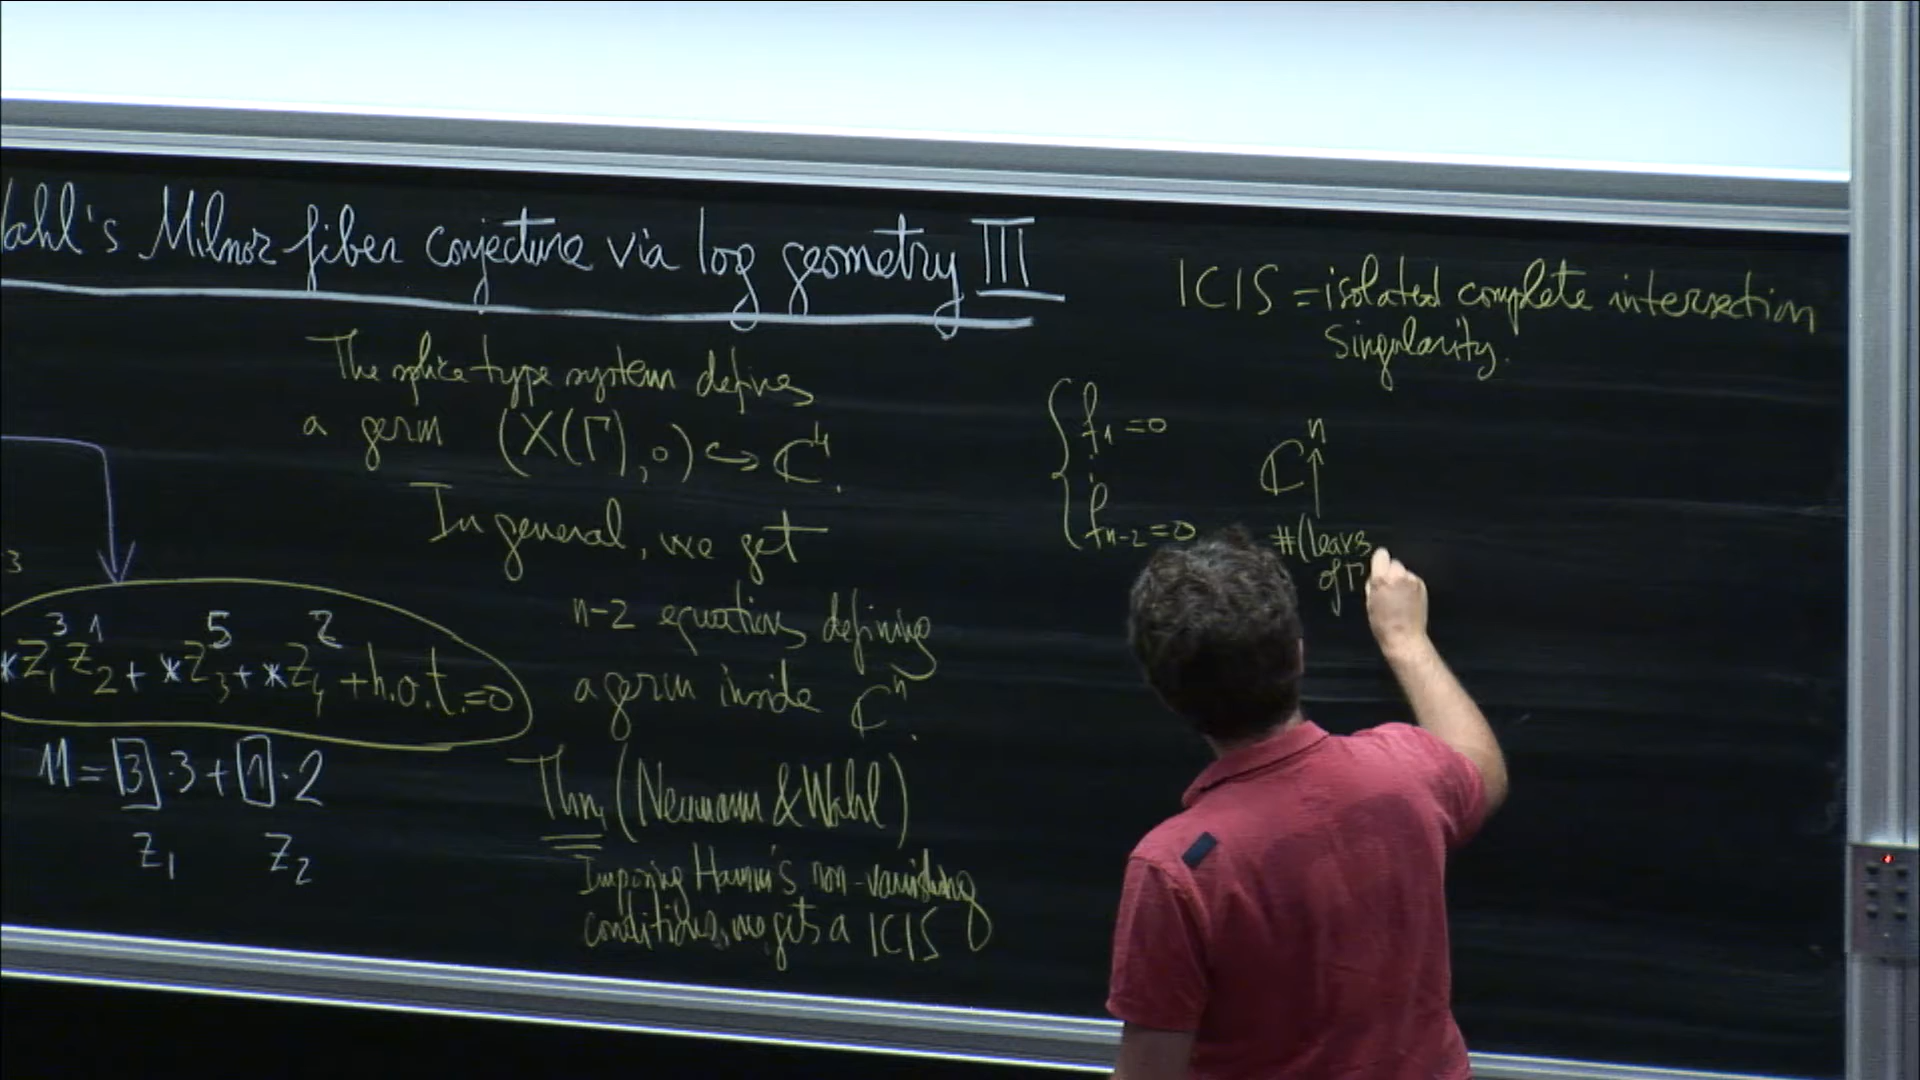 Wahl's Milnor fiber conjecture via log geometry III
3
*Z₁³Z₂¹ + *Z₃⁵ + *Z₄² + h.o.t. = 0
11 = 3 · 3 + 1 · 2
Z₁ Z₂
The splice type system defines
a germ (X(Γ), 0) ↪ ℂ⁴.
In general, we get
n-2 equations defining
a germ inside ℂⁿ.
Thm (Neumann & Wahl)
Imposing Hamm's non-vanishing
conditions, one gets a ICIS
ICIS = isolated complete intersection
singularity.
{ f₁ = 0
⋮
fₙ₋₂ = 0
ℂⁿ
↑
#(leaves
of Γ